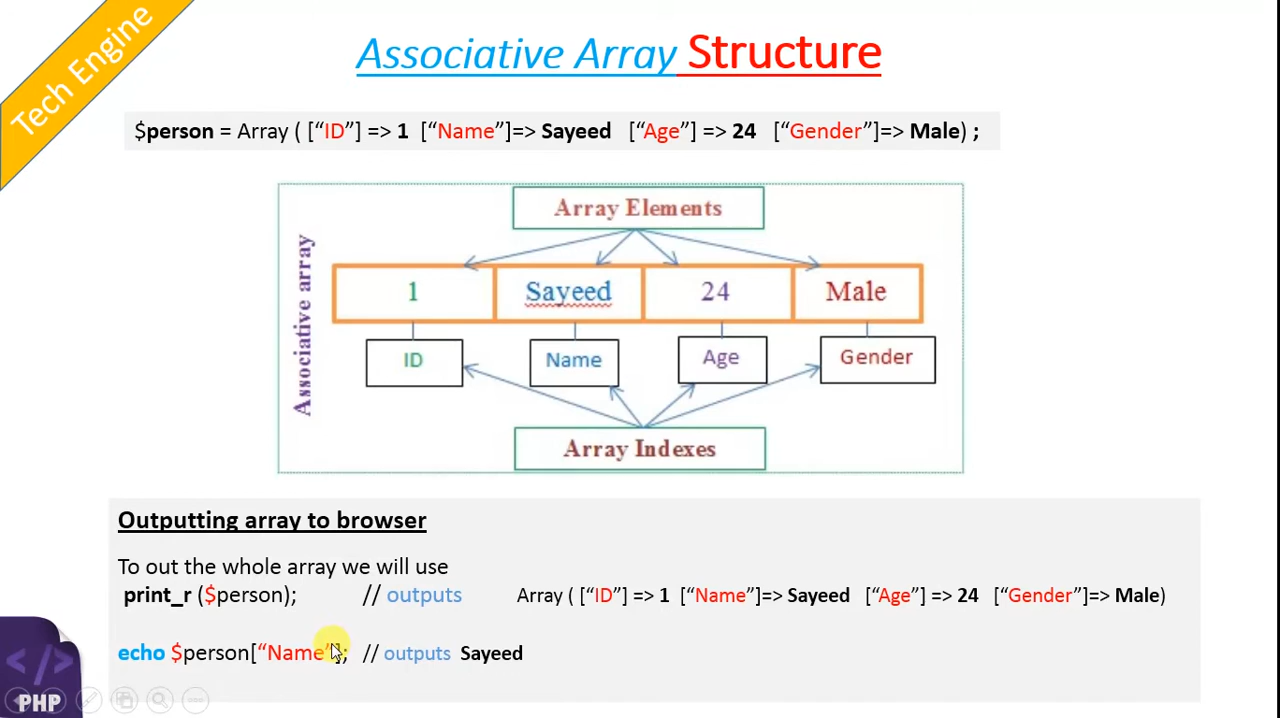 Tech Engine
Associative Array Structure
$person = Array ( [“ID”] => 1 [“Name”]=> Sayeed [“Age”] => 24 [“Gender”]=> Male) ;
Associative array
Array Elements
1 Sayeed 24 Male
ID Name Age Gender
Array Indexes
Outputting array to browser
To out the whole array we will use
print_r ($person); // outputs Array ( [“ID”] => 1 [“Name”]=> Sayeed [“Age”] => 24 [“Gender”]=> Male)
echo $person[“Name”]; // outputs Sayeed
</>
PHP